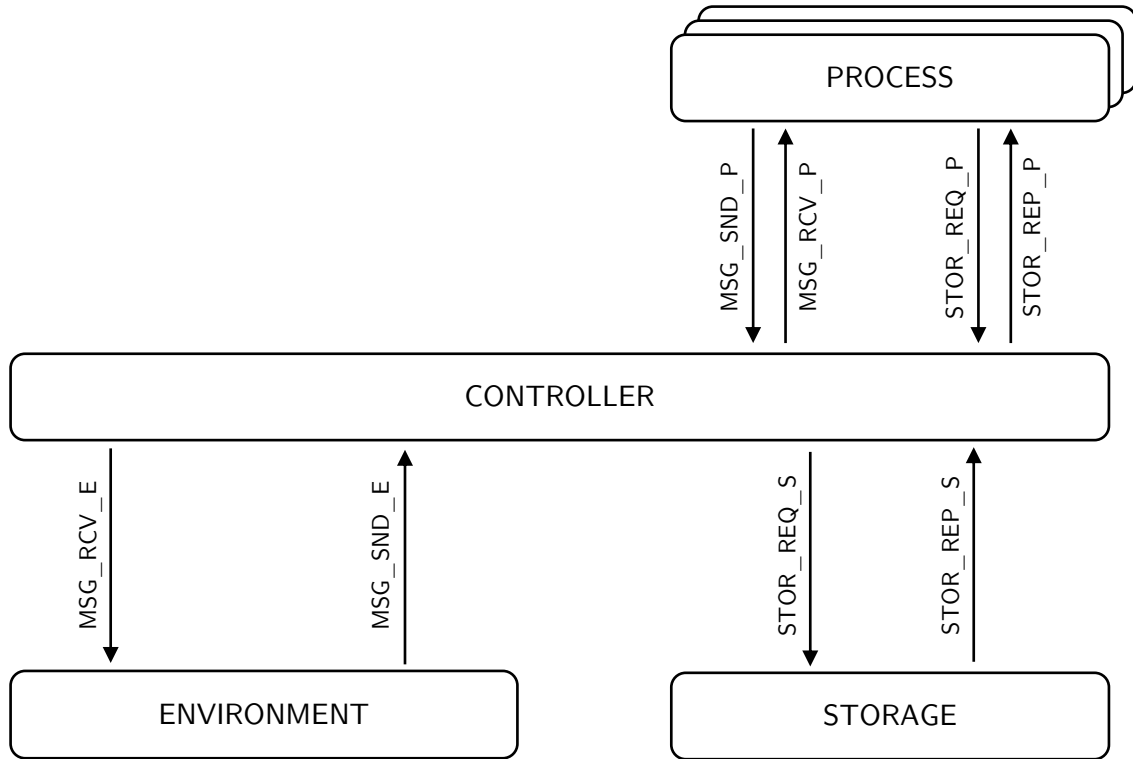 PROCESS
MSG_SND_P
MSG_RCV_P
STOR_REQ_P
STOR_REP_P
CONTROLLER
MSG_RCV_E
MSG_SND_E
STOR_REQ_S
STOR_REP_S
ENVIRONMENT
STORAGE